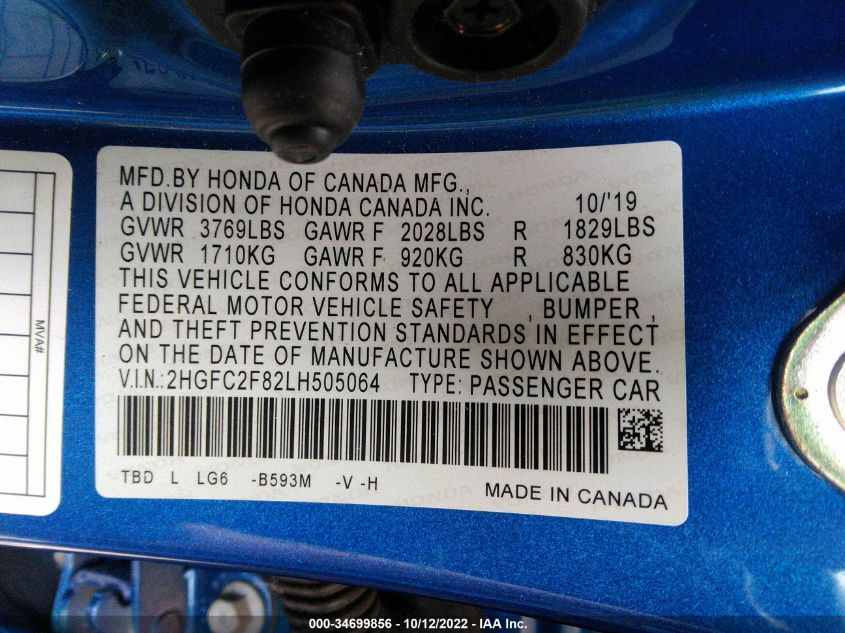 MFD.BY HONDA OF CANADA MFG.,
A DIVISION OF HONDA CANADA INC. 10/'19
GVWR 3769LBS GAWR F 2028LBS R 1829LBS
GVWR 1710KG GAWR F 920KG R 830KG
THIS VEHICLE CONFORMS TO ALL APPLICABLE
FEDERAL MOTOR VEHICLE SAFETY , BUMPER ,
AND THEFT PREVENTION STANDARDS IN EFFECT
ON THE DATE OF MANUFACTURE SHOWN ABOVE.
V.I.N.:2HGFC2F82LH505064 TYPE: PASSENGER CAR
TBD L LG6 -B593M -V -H
MADE IN CANADA
MVA#
000-34699856 - 10/12/2022 - IAA Inc.